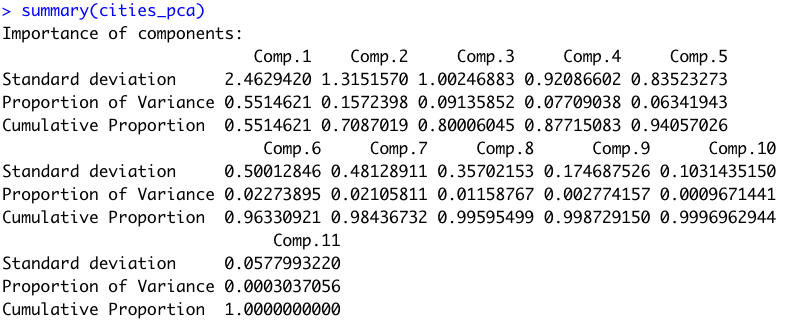 > summary(cities_pca)
Importance of components:
                          Comp.1    Comp.2     Comp.3     Comp.4     Comp.5
Standard deviation     2.4629420 1.3151570 1.00246883 0.92086602 0.83523273
Proportion of Variance 0.5514621 0.1572398 0.09135852 0.07709038 0.06341943
Cumulative Proportion  0.5514621 0.7087019 0.80006045 0.87715083 0.94057026
                           Comp.6     Comp.7     Comp.8      Comp.9      Comp.10
Standard deviation     0.50012846 0.48128911 0.35702153 0.174687526 0.1031435150
Proportion of Variance 0.02273895 0.02105811 0.01158767 0.002774157 0.0009671441
Cumulative Proportion  0.96330921 0.98436732 0.99595499 0.998729150 0.9996962944
                            Comp.11
Standard deviation     0.0577993220
Proportion of Variance 0.0003037056
Cumulative Proportion  1.0000000000